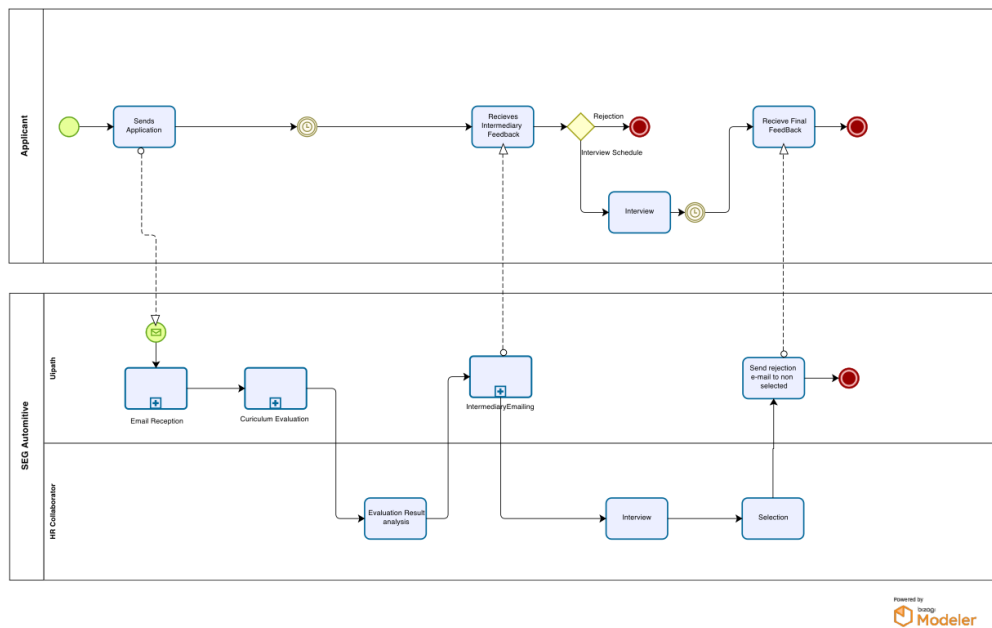 Applicant
Sends
Application
Recieves
Intermediary
Feedback
Rejection
Interview Schedule
Interview
Recieve Final
FeedBack
SEG Automitive
Uipath
Email Reception
Curiculum Evaluation
IntermediaryEmailing
Send rejection
e-mail to non
selected
HR Collaborator
Evaluation Result
analysis
Interview
Selection
Powered by
bizagi
Modeler